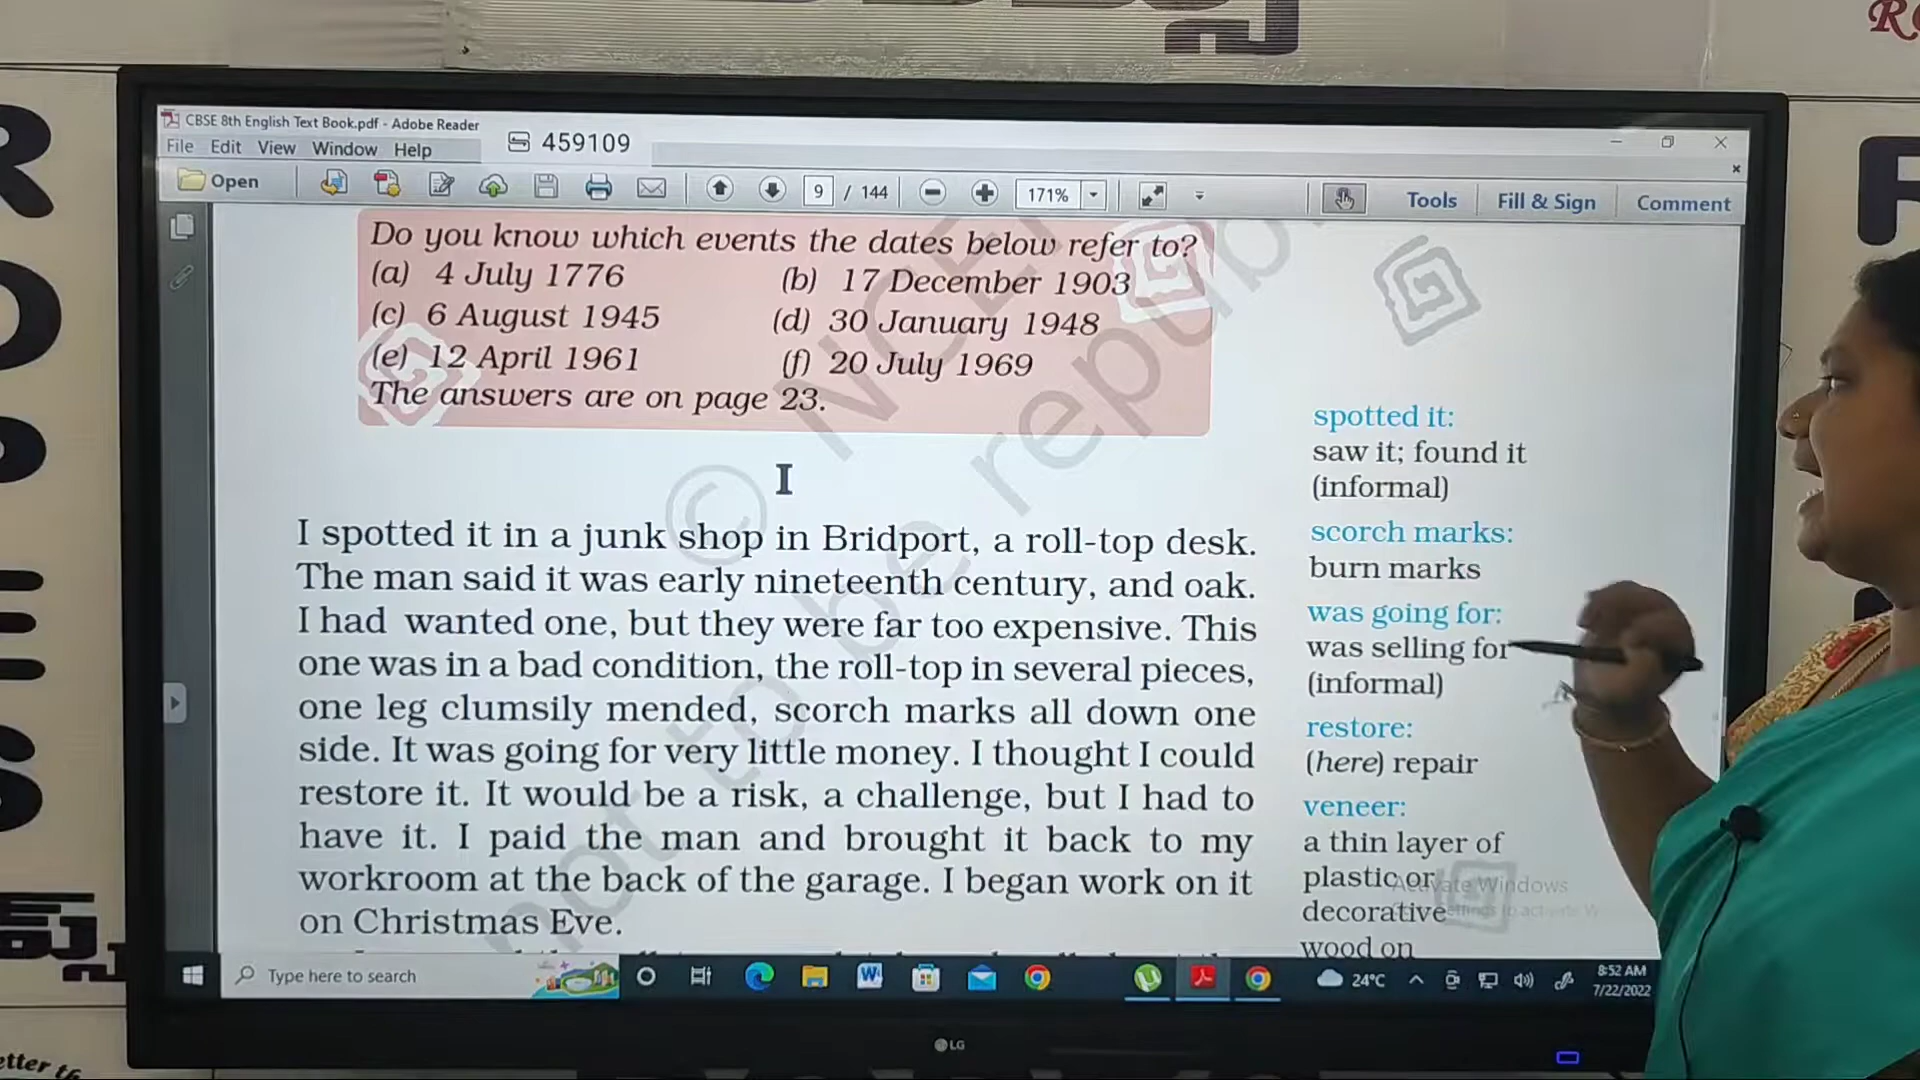 CBSE 8th English Text Book.pdf - Adobe Reader
459109
File Edit View Window Help
Open
9 / 144
171%
Tools
Fill & Sign
Comment
Do you know which events the dates below refer to?
(a) 4 July 1776 (b) 17 December 1903
(c) 6 August 1945 (d) 30 January 1948
(e) 12 April 1961 (f) 20 July 1969
The answers are on page 23.
I
I spotted it in a junk shop in Bridport, a roll-top desk.
The man said it was early nineteenth century, and oak.
I had wanted one, but they were far too expensive. This
one was in a bad condition, the roll-top in several pieces,
one leg clumsily mended, scorch marks all down one
side. It was going for very little money. I thought I could
restore it. It would be a risk, a challenge, but I had to
have it. I paid the man and brought it back to my
workroom at the back of the garage. I began work on it
on Christmas Eve.
spotted it:
saw it; found it
(informal)
scorch marks:
burn marks
was going for:
was selling for
(informal)
restore:
(here) repair
veneer:
a thin layer of
plastic or
decorative
wood on
Activate Windows
© NCE
not to be republi
Type here to search
24°C
8:52 AM
7/22/2022
LG